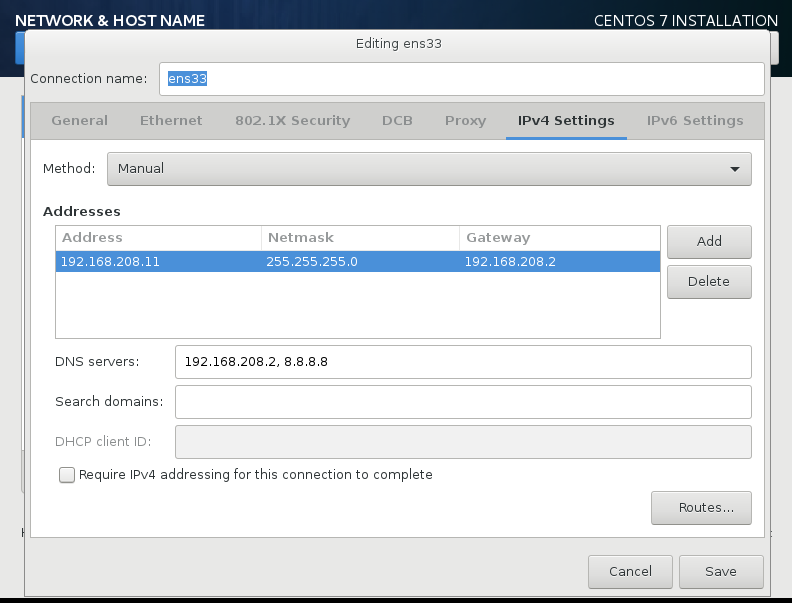 NETWORK & HOST NAME CENTOS 7 INSTALLATION
Editing ens33
Connection name: ens33
General Ethernet 802.1X Security DCB Proxy IPv4 Settings IPv6 Settings
Method: Manual
Addresses
Address Netmask Gateway
192.168.208.11 255.255.255.0 192.168.208.2
Add
Delete
DNS servers: 192.168.208.2, 8.8.8.8
Search domains:
DHCP client ID:
Require IPv4 addressing for this connection to complete
Routes...
Cancel Save